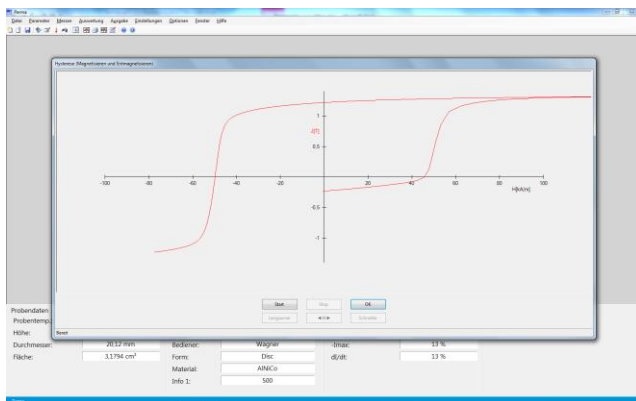 Perma
Datei Parameter Messen Auswertung Ausgabe Einstellungen Optionen Fenster Hilfe
Hysterese (Magnetisieren und Entmagnetisieren)
1
J[T]
0.5
-100 -80 -60 -40 -20 20 40 60 80 100
H[kA/m]
-0.5
-1
Start Stop OK
Langsamer Schneller
Bereit
Probendaten
Probentemp.
Höhe:
Durchmesser: 20,12 mm Bediener: Wagner -Imax: 13 %
Fläche: 3,1794 cm² Form: Disc dI/dt: 13 %
Material: AlNiCo
Info 1: 500